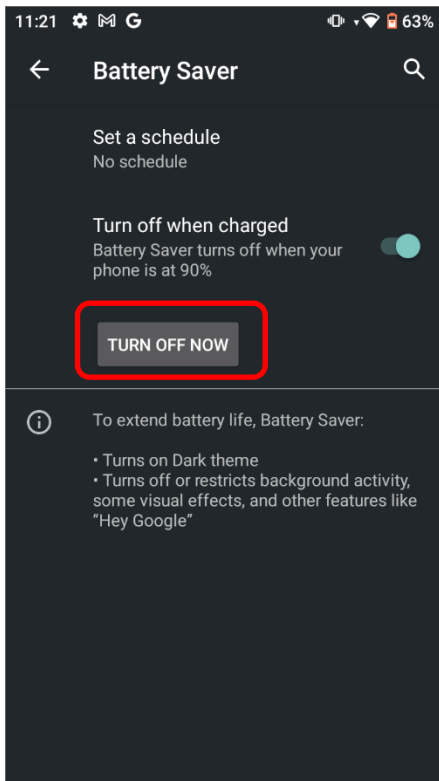 11:21 G 63%
Battery Saver
Set a schedule
No schedule
Turn off when charged
Battery Saver turns off when your
phone is at 90%
TURN OFF NOW
To extend battery life, Battery Saver:
• Turns on Dark theme
• Turns off or restricts background activity,
some visual effects, and other features like
“Hey Google”